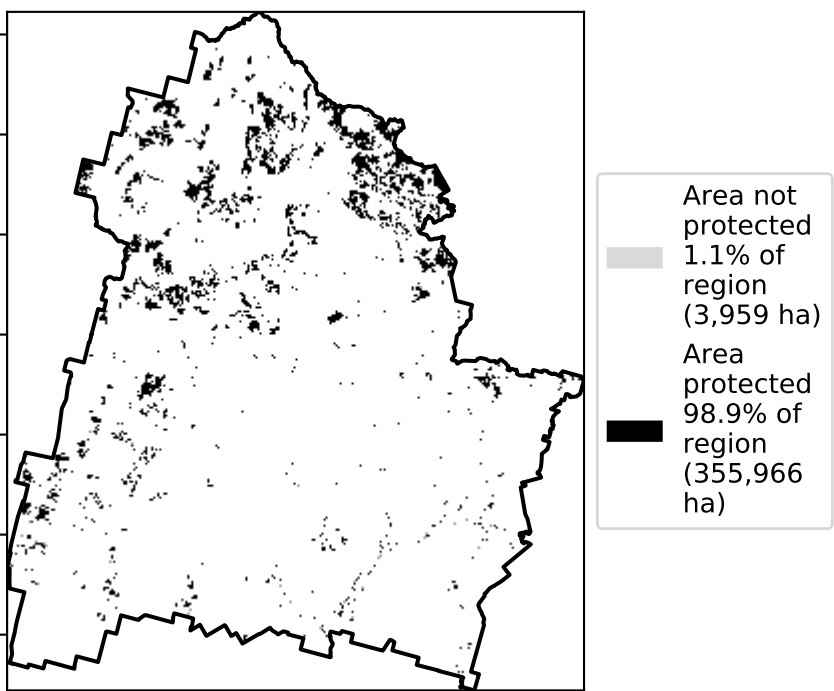 Area not
protected
1.1% of
region
(3,959 ha)
Area
protected
98.9% of
region
(355,966
ha)